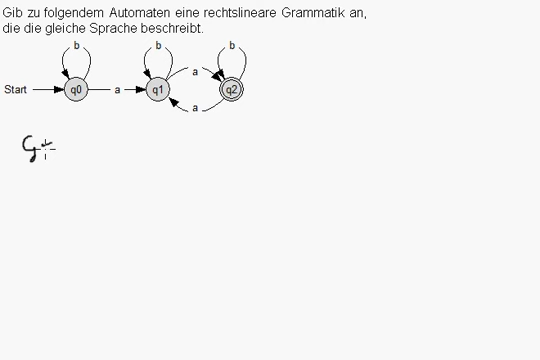 Gib zu folgendem Automaten eine rechtslineare Grammatik an,
die die gleiche Sprache beschreibt.
b b b
a
Start q0 a q1 q2
a
G